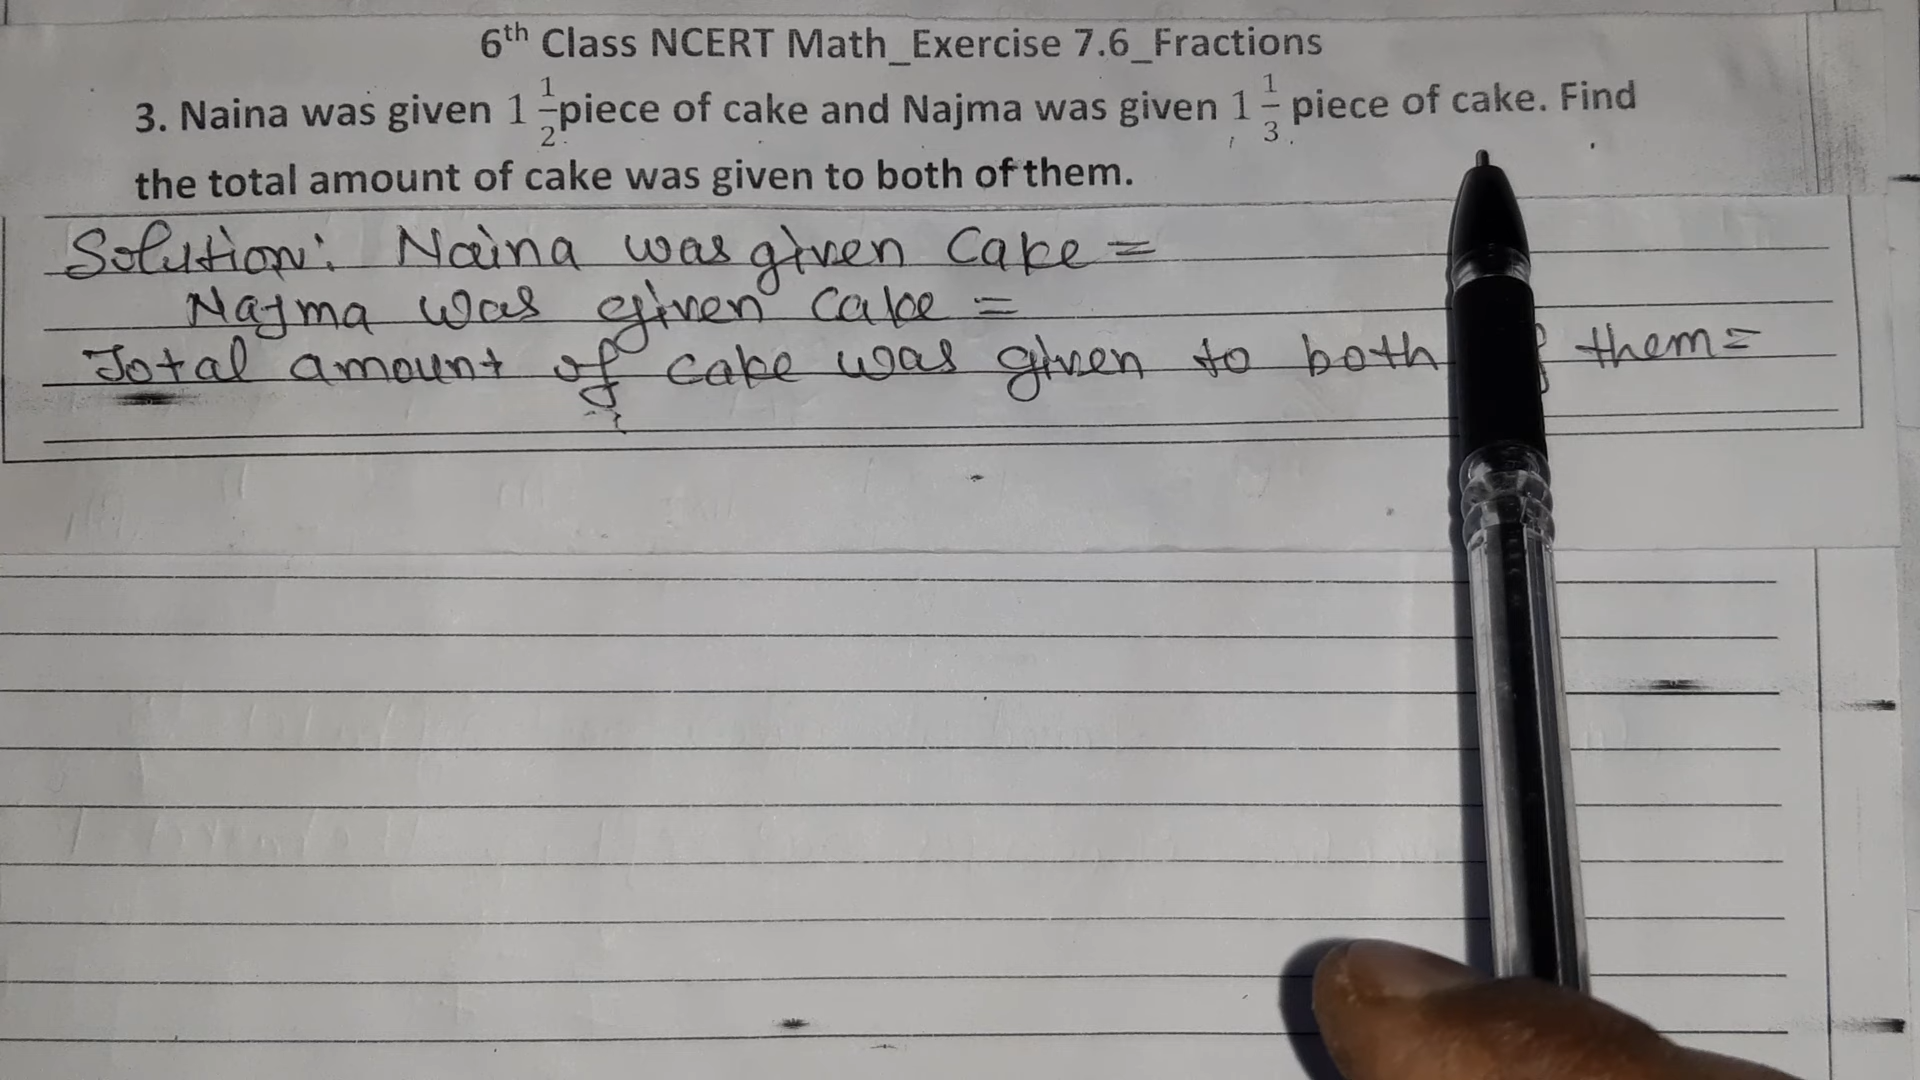 6th Class NCERT Math_Exercise 7.6_Fractions
3. Naina was given 1 1/2 piece of cake and Najma was given 1 1/3 piece of cake. Find
the total amount of cake was given to both of them.
Solution: Naina was given Cake =
Najma was given cake =
Total amount of cake was given to both them=